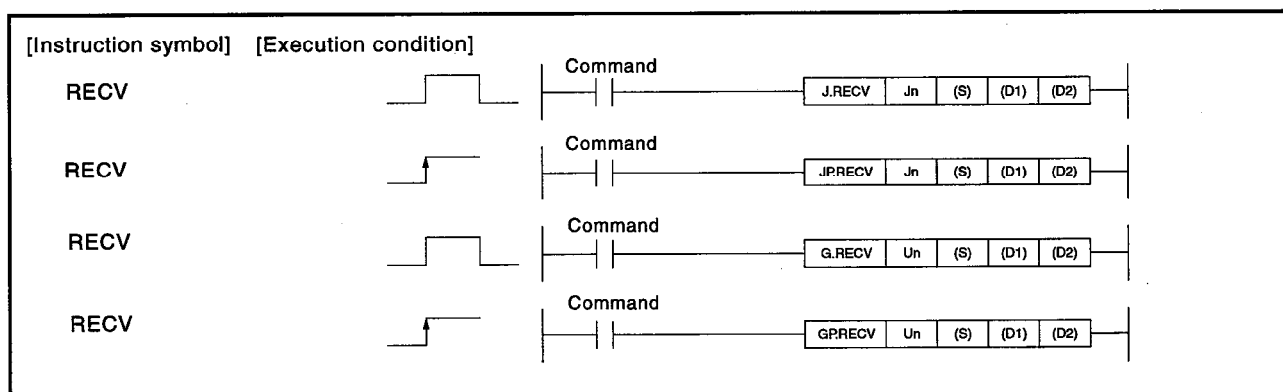 [Instruction symbol] [Execution condition]
Command
RECV J.RECV Jn (S) (D1) (D2)
Command
RECV JP.RECV Jn (S) (D1) (D2)
Command
RECV G.RECV Un (S) (D1) (D2)
Command
RECV GP.RECV Un (S) (D1) (D2)